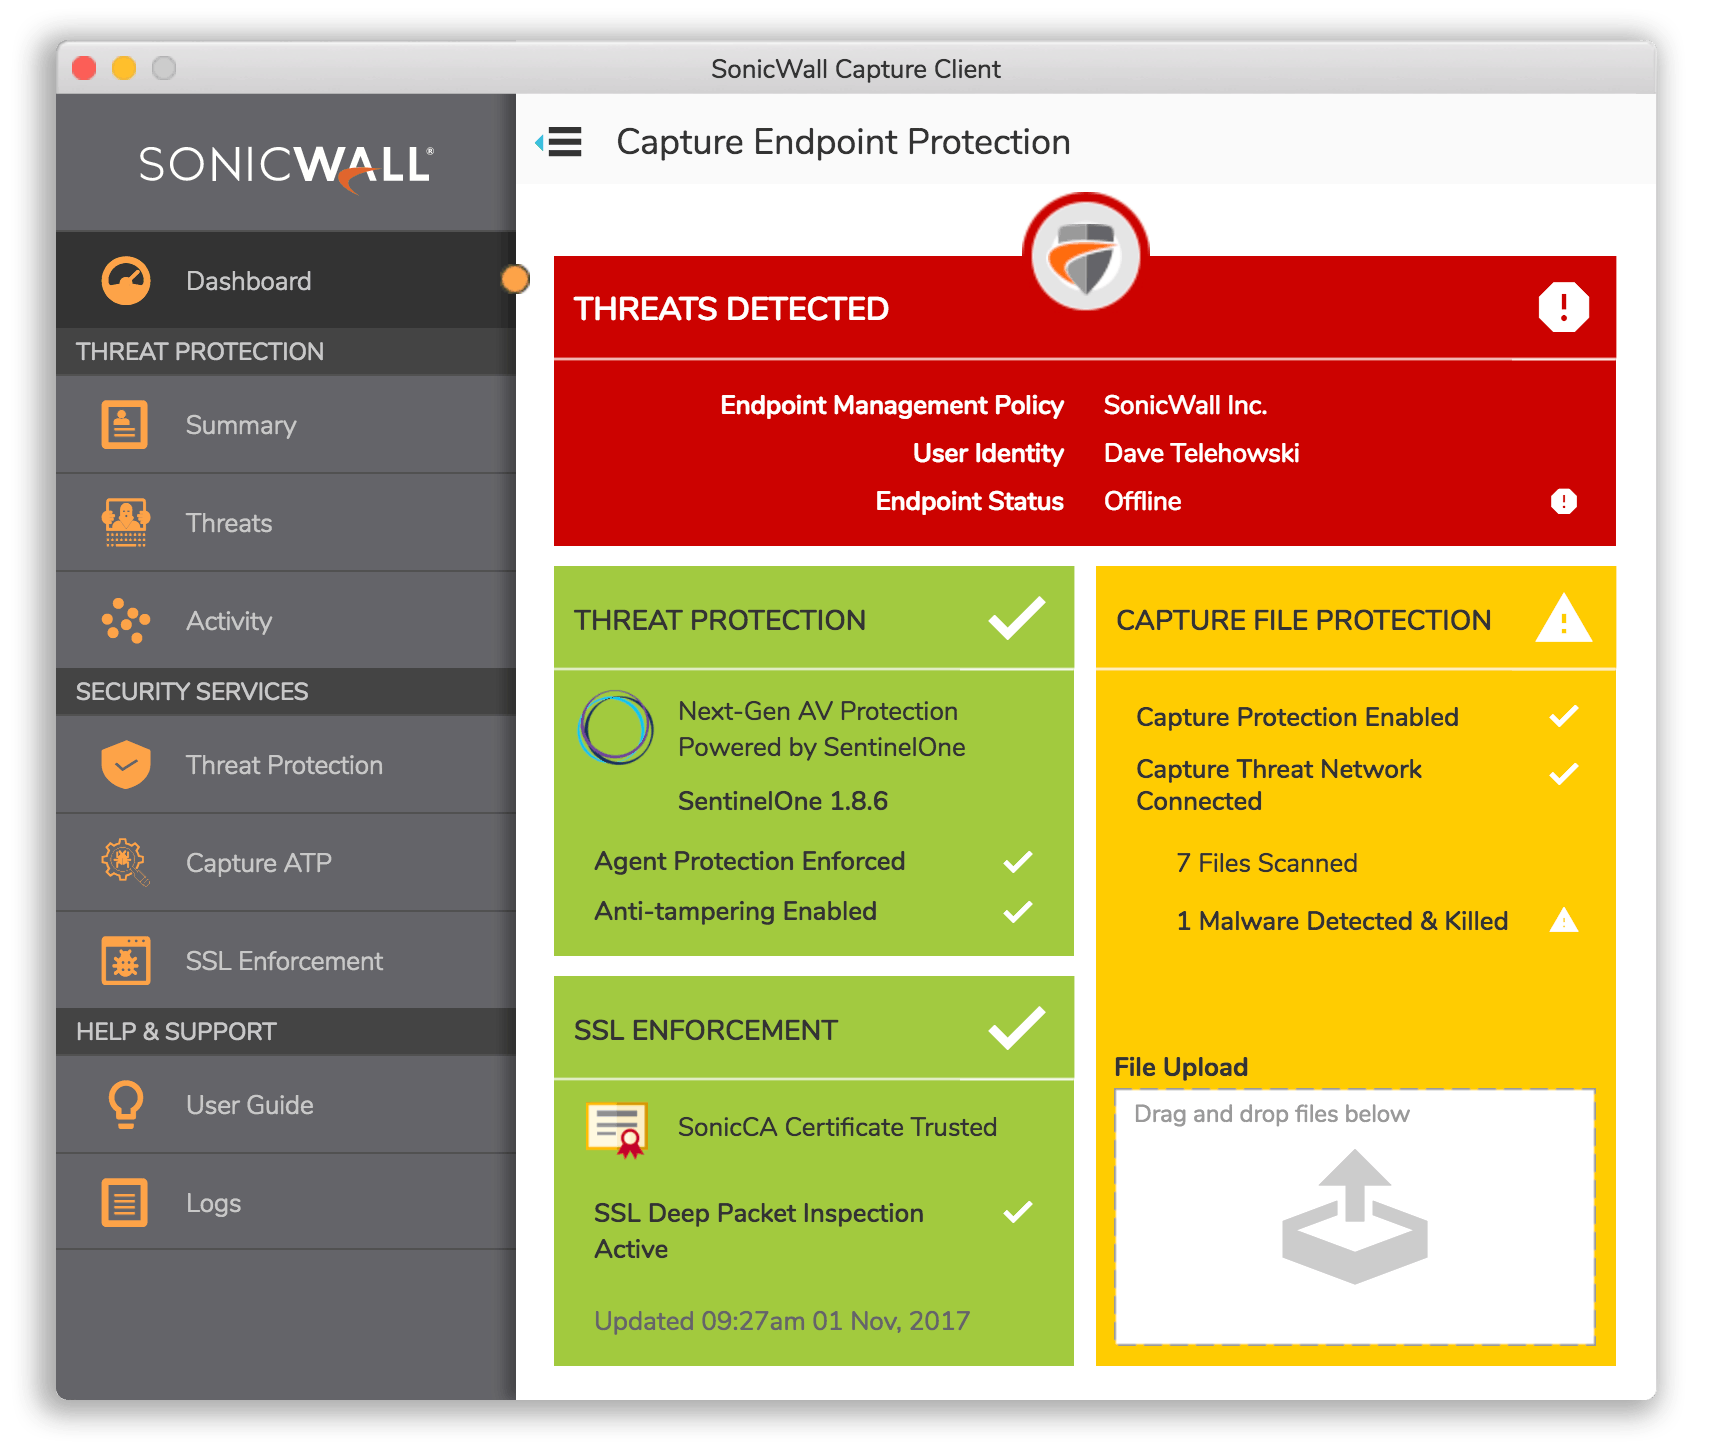 SonicWall Capture Client
SONICWALL®
Dashboard
THREAT PROTECTION
Summary
Threats
Activity
SECURITY SERVICES
Threat Protection
Capture ATP
SSL Enforcement
HELP & SUPPORT
User Guide
Logs
Capture Endpoint Protection
THREATS DETECTED
Endpoint Management Policy SonicWall Inc.
User Identity Dave Telehowski
Endpoint Status Offline
THREAT PROTECTION
Next-Gen AV Protection
Powered by SentinelOne
SentinelOne 1.8.6
Agent Protection Enforced
Anti-tampering Enabled
SSL ENFORCEMENT
SonicCA Certificate Trusted
SSL Deep Packet Inspection
Active
Updated 09:27am 01 Nov, 2017
CAPTURE FILE PROTECTION
Capture Protection Enabled
Capture Threat Network
Connected
7 Files Scanned
1 Malware Detected & Killed
File Upload
Drag and drop files below